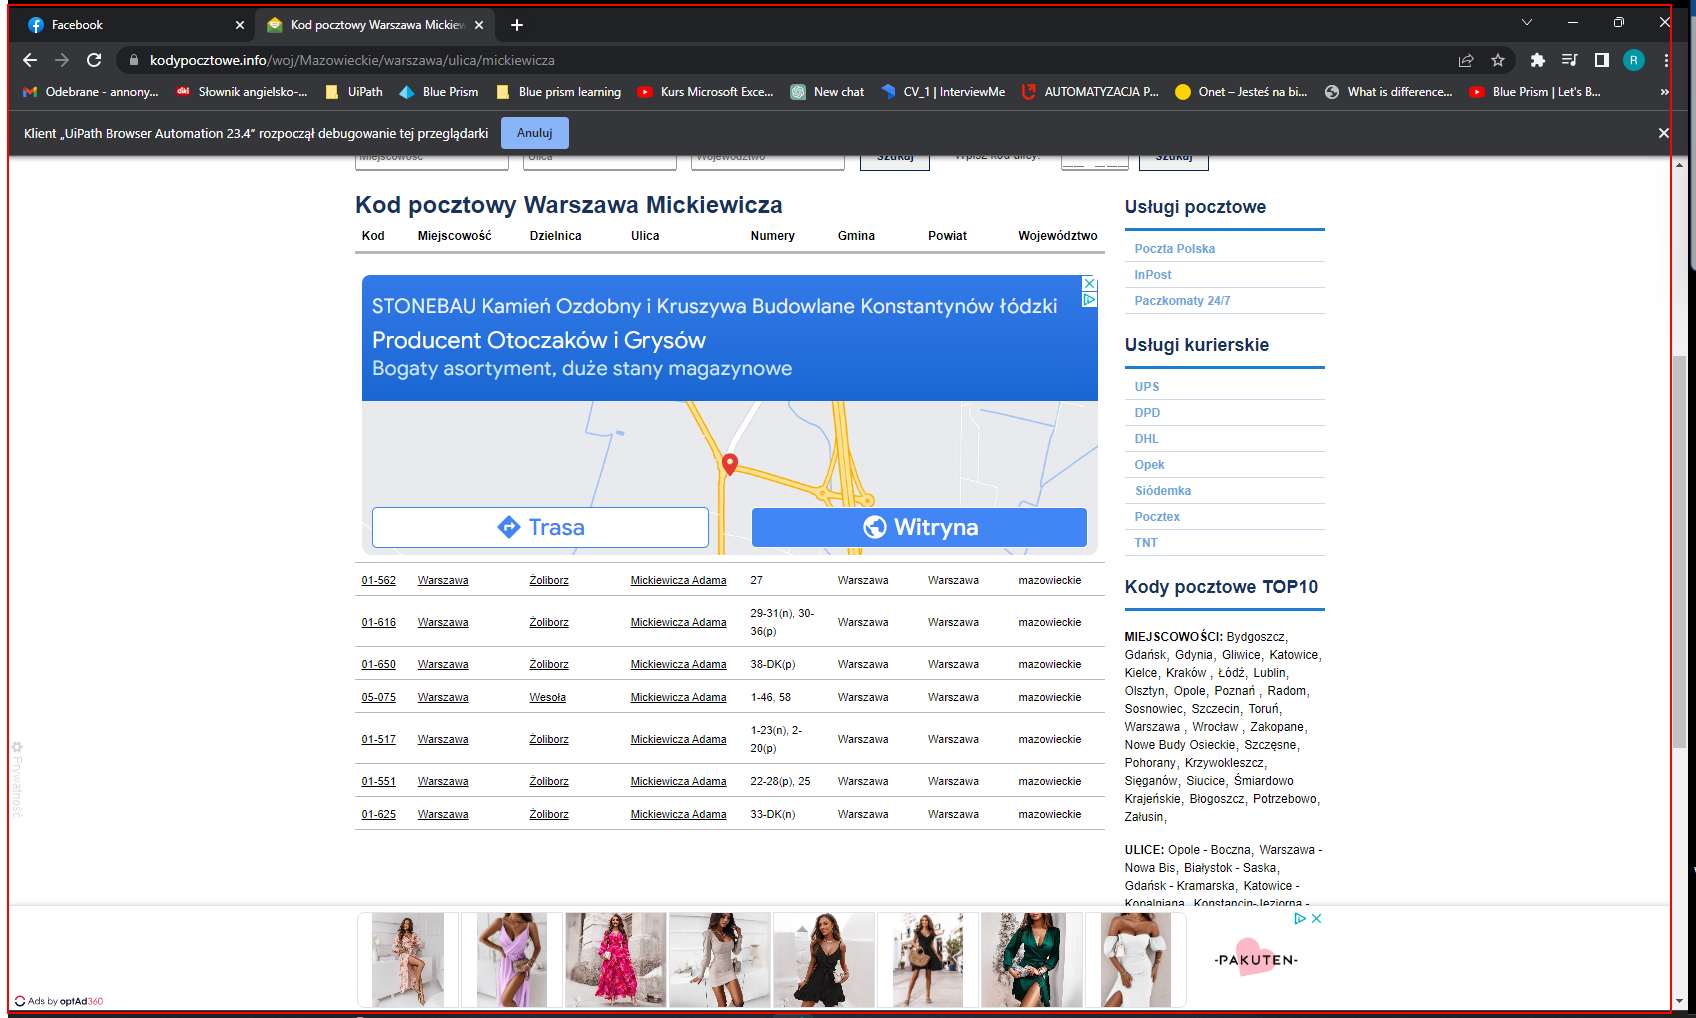 Facebook
Kod pocztowy Warszawa Mickiew
kodypocztowe.info/woj/Mazowieckie/warszawa/ulica/mickiewicza
R
Odebrane - annony...
Słownik angielsko-...
UiPath
Blue Prism
Blue prism learning
Kurs Microsoft Exce...
New chat
CV_1 | InterviewMe
AUTOMATYZACJA P...
Onet – Jesteś na bi...
What is difference...
Blue Prism | Let's B...
Klient „UiPath Browser Automation 23.4” rozpoczął debugowanie tej przeglądarki
Anuluj
Miejscowość
Ulica
Województwo
Szukaj
Wpisz kod ulicy:
__ ___
Szukaj
Kod pocztowy Warszawa Mickiewicza
Kod Miejscowość Dzielnica Ulica Numery Gmina Powiat Województwo
STONEBAU Kamień Ozdobny i Kruszywa Budowlane Konstantynów łódzki
Producent Otoczaków i Grysów
Bogaty asortyment, duże stany magazynowe
Trasa
Witryna
01-562 Warszawa Żoliborz Mickiewicza Adama 27 Warszawa Warszawa mazowieckie
01-616 Warszawa Żoliborz Mickiewicza Adama 29-31(n), 30-
36(p) Warszawa Warszawa mazowieckie
01-650 Warszawa Żoliborz Mickiewicza Adama 38-DK(p) Warszawa Warszawa mazowieckie
05-075 Warszawa Wesoła Mickiewicza Adama 1-46, 58 Warszawa Warszawa mazowieckie
01-517 Warszawa Żoliborz Mickiewicza Adama 1-23(n), 2-
20(p) Warszawa Warszawa mazowieckie
01-551 Warszawa Żoliborz Mickiewicza Adama 22-28(p), 25 Warszawa Warszawa mazowieckie
01-625 Warszawa Żoliborz Mickiewicza Adama 33-DK(n) Warszawa Warszawa mazowieckie
Usługi pocztowe
Poczta Polska
InPost
Paczkomaty 24/7
Usługi kurierskie
UPS
DPD
DHL
Opek
Siódemka
Pocztex
TNT
Kody pocztowe TOP10
MIEJSCOWOŚCI: Bydgoszcz,
Gdańsk, Gdynia, Gliwice, Katowice,
Kielce, Kraków , Łódź, Lublin,
Olsztyn, Opole, Poznań , Radom,
Sosnowiec, Szczecin, Toruń,
Warszawa , Wrocław , Zakopane,
Nowe Budy Osieckie, Szczęsne,
Pohorany, Krzywokleszcz,
Sięganów, Siucice, Śmiardowo
Krajeńskie, Błogoszcz, Potrzebowo,
Załusin,
ULICE: Opole - Boczna, Warszawa -
Nowa Bis, Białystok - Saska,
Gdańsk - Kramarska, Katowice -
Kopalniana, Konstancin-Jeziorna -
Prywatność
-PAKUTEN-
Ads by optAd360